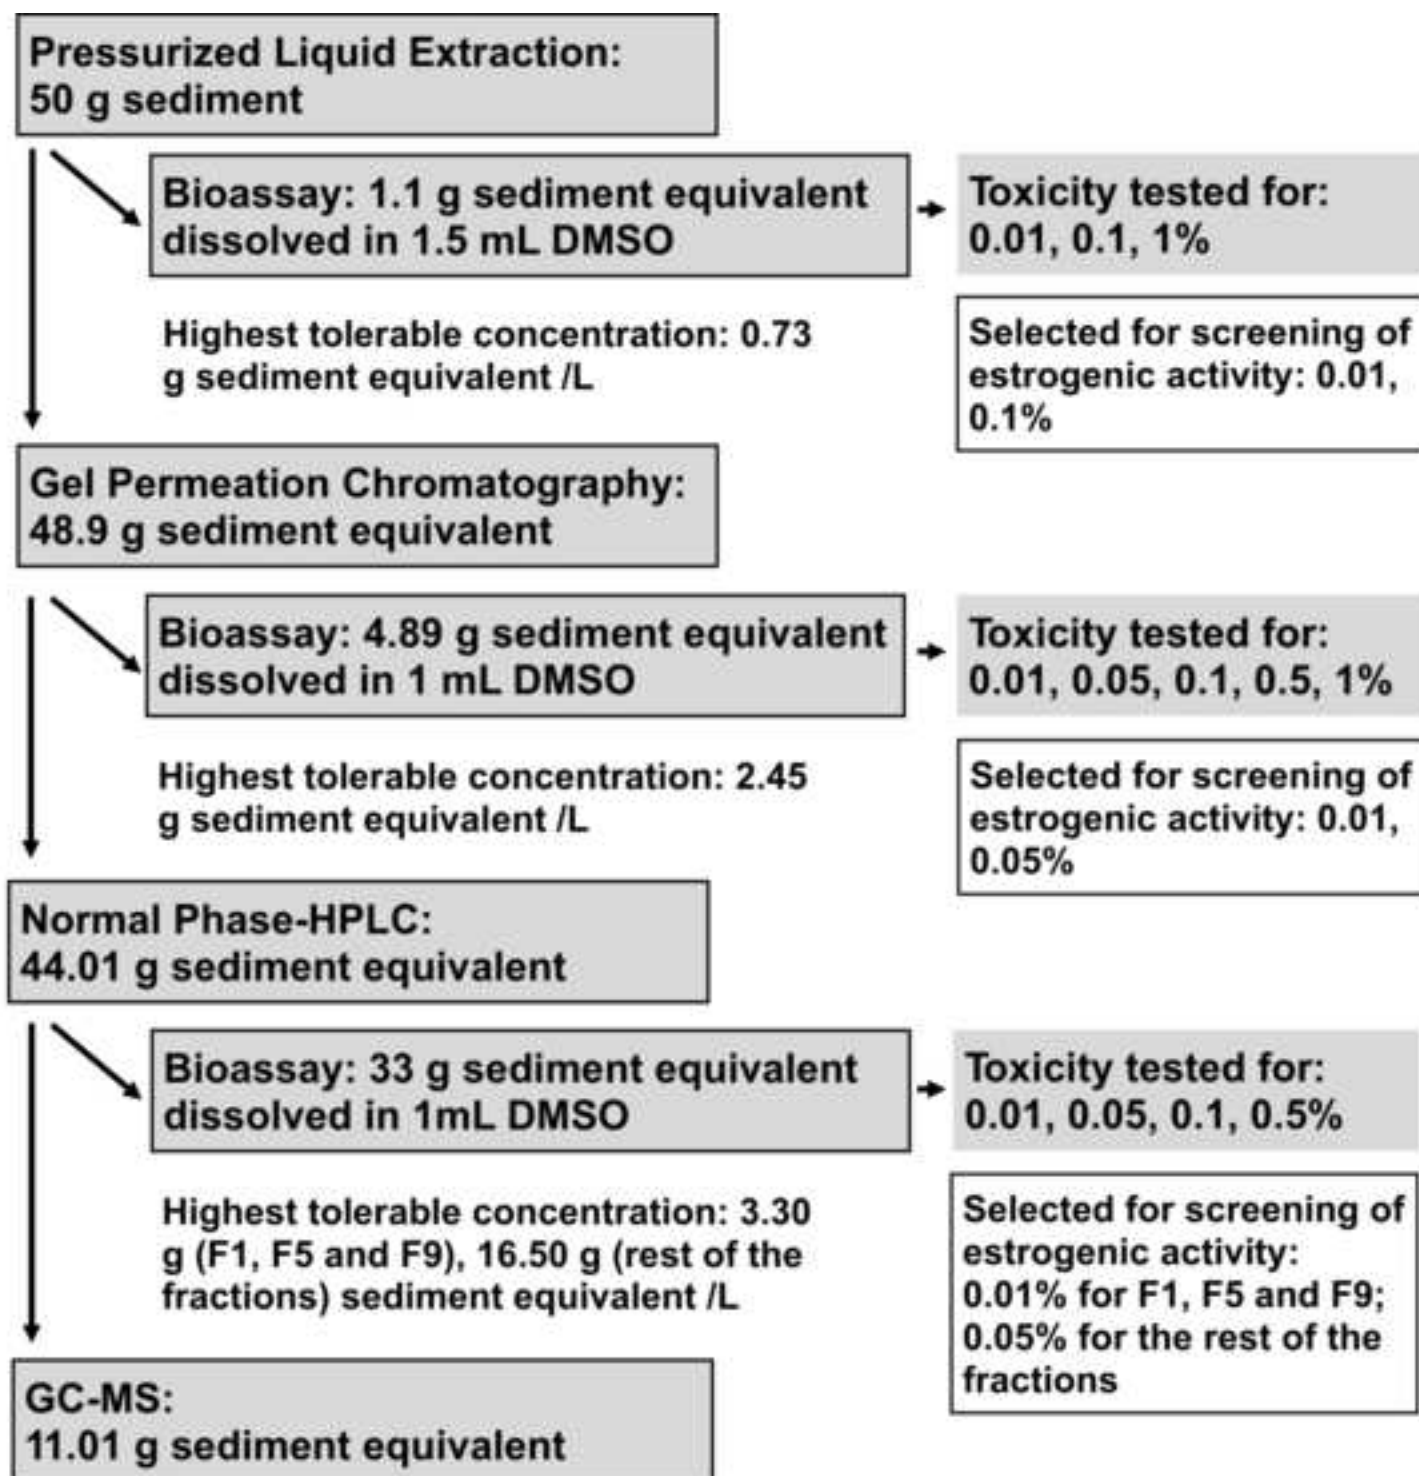 Pressurized Liquid Extraction:
50 g sediment
Bioassay: 1.1 g sediment equivalent
dissolved in 1.5 mL DMSO
Toxicity tested for:
0.01, 0.1, 1%
Highest tolerable concentration: 0.73
g sediment equivalent /L
Selected for screening of
estrogenic activity: 0.01,
0.1%
Gel Permeation Chromatography:
48.9 g sediment equivalent
Bioassay: 4.89 g sediment equivalent
dissolved in 1 mL DMSO
Toxicity tested for:
0.01, 0.05, 0.1, 0.5, 1%
Highest tolerable concentration: 2.45
g sediment equivalent /L
Selected for screening of
estrogenic activity: 0.01,
0.05%
Normal Phase-HPLC:
44.01 g sediment equivalent
Bioassay: 33 g sediment equivalent
dissolved in 1mL DMSO
Toxicity tested for:
0.01, 0.05, 0.1, 0.5%
Highest tolerable concentration: 3.30
g (F1, F5 and F9), 16.50 g (rest of the
fractions) sediment equivalent /L
Selected for screening of
estrogenic activity:
0.01% for F1, F5 and F9;
0.05% for the rest of the
fractions
GC-MS:
11.01 g sediment equivalent